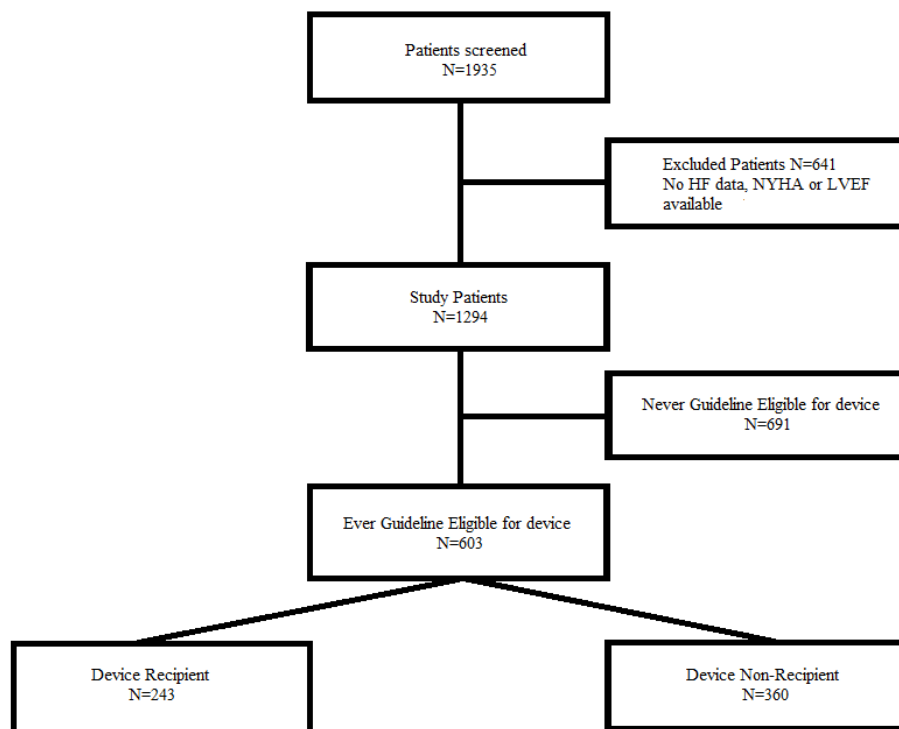 Patients screened
N=1935
Excluded Patients N=641
No HF data, NYHA or LVEF
available
Study Patients
N=1294
Never Guideline Eligible for device
N=691
Ever Guideline Eligible for device
N=603
Device Recipient
N=243
Device Non-Recipient
N=360